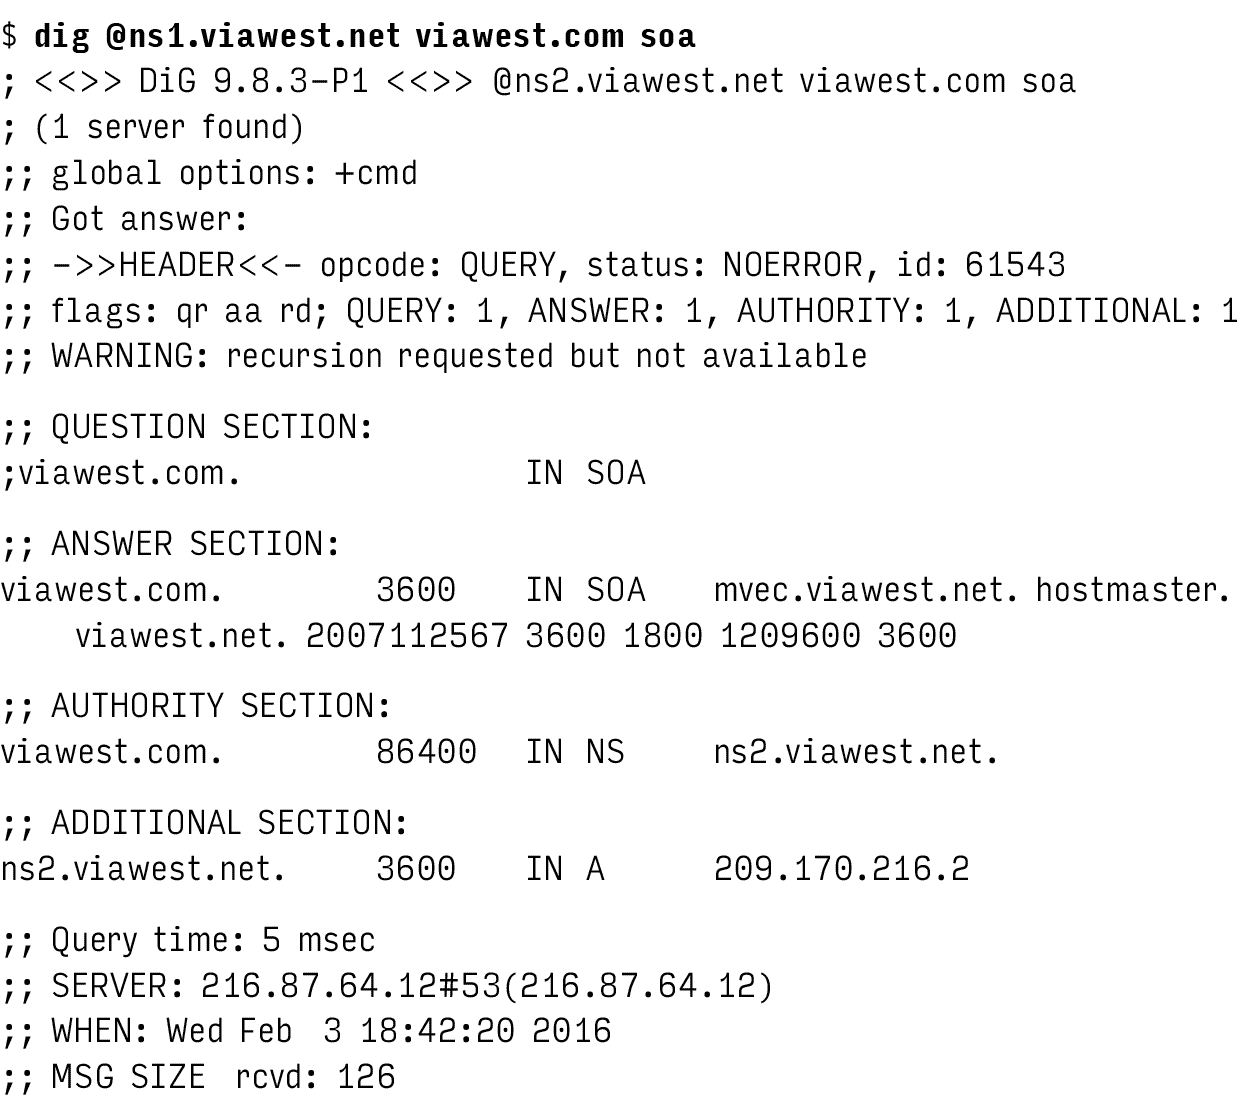 $ dig @ns1.viawest.net viawest.com soa
; <<>> DiG 9.8.3-P1 <<>> @ns2.viawest.net viawest.com soa
; (1 server found)
;; global options: +cmd
;; Got answer:
;; ->>HEADER<<- opcode: QUERY, status: NOERROR, id: 61543
;; flags: qr aa rd; QUERY: 1, ANSWER: 1, AUTHORITY: 1, ADDITIONAL: 1
;; WARNING: recursion requested but not available
;; QUESTION SECTION:
;viawest.com. IN SOA
;; ANSWER SECTION:
viawest.com. 3600 IN SOA mvec.viawest.net. hostmaster.
viawest.net. 2007112567 3600 1800 1209600 3600
;; AUTHORITY SECTION:
viawest.com. 86400 IN NS ns2.viawest.net.
;; ADDITIONAL SECTION:
ns2.viawest.net. 3600 IN A 209.170.216.2
;; Query time: 5 msec
;; SERVER: 216.87.64.12#53(216.87.64.12)
;; WHEN: Wed Feb 3 18:42:20 2016
;; MSG SIZE rcvd: 126